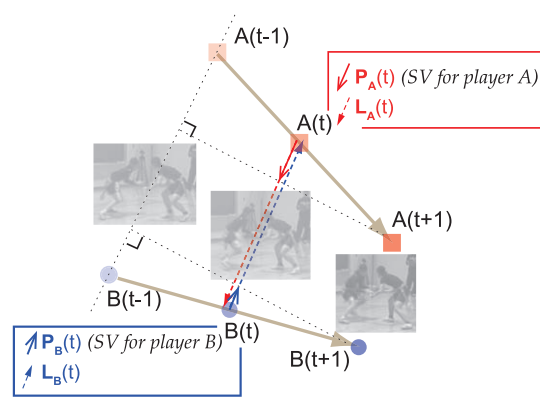 A(t-1)
P_A(t) (SV for player A)
L_A(t)
A(t)
A(t+1)
B(t-1)
B(t)
B(t+1)
P_B(t) (SV for player B)
L_B(t)